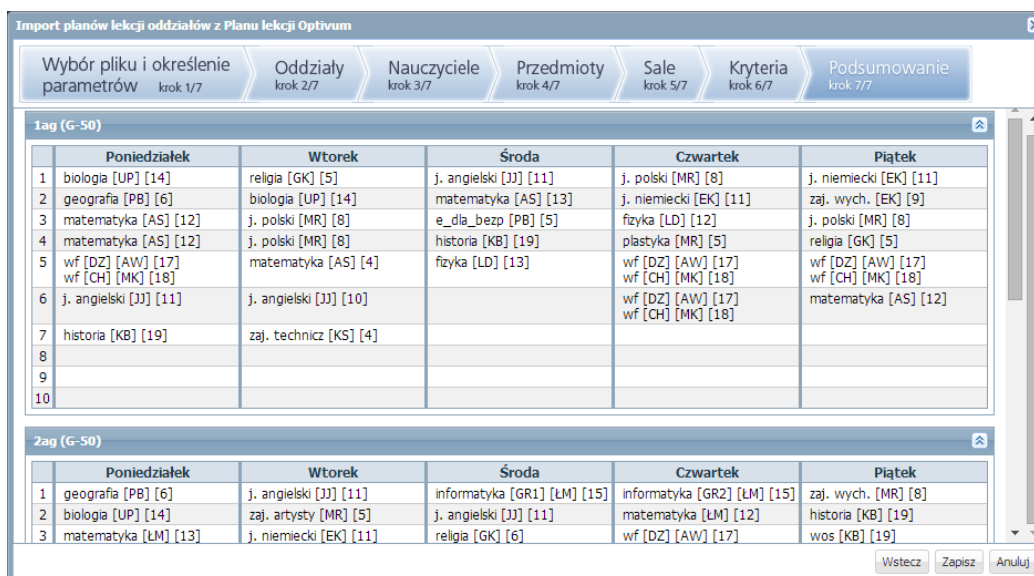 Import planów lekcji oddziałów z Planu lekcji Optivum
Wybór pliku i określenie parametrów krok 1/7
Oddziały krok 2/7
Nauczyciele krok 3/7
Przedmioty krok 4/7
Sale krok 5/7
Kryteria krok 6/7
Podsumowanie krok 7/7
1ag (G-50)
Poniedziałek Wtorek Środa Czwartek Piątek
1 biologia [UP] [14] religia [GK] [5] j. angielski [JJ] [11] j. polski [MR] [8] j. niemiecki [EK] [11]
2 geografia [PB] [6] biologia [UP] [14] matematyka [AS] [13] j. niemiecki [EK] [11] zaj. wych. [EK] [9]
3 matematyka [AS] [12] j. polski [MR] [8] e_dla_bezp [PB] [5] fizyka [LD] [12] j. polski [MR] [8]
4 matematyka [AS] [12] j. polski [MR] [8] historia [KB] [19] plastyka [MR] [5] religia [GK] [5]
5 wf [DZ] [AW] [17] matematyka [AS] [4] fizyka [LD] [13] wf [DZ] [AW] [17] wf [DZ] [AW] [17]
wf [CH] [MK] [18] wf [CH] [MK] [18] wf [CH] [MK] [18]
6 j. angielski [JJ] [11] j. angielski [JJ] [10] wf [DZ] [AW] [17] matematyka [AS] [12]
wf [CH] [MK] [18]
7 historia [KB] [19] zaj. technicz [KS] [4]
8
9
10
2ag (G-50)
Poniedziałek Wtorek Środa Czwartek Piątek
1 geografia [PB] [6] j. angielski [JJ] [11] informatyka [GR1] [ŁM] [15] informatyka [GR2] [ŁM] [15] zaj. wych. [MR] [8]
2 biologia [UP] [14] zaj. artysty [MR] [5] j. angielski [JJ] [11] matematyka [ŁM] [12] historia [KB] [19]
3 matematyka [ŁM] [13] j. niemiecki [EK] [11] religia [GK] [6] wf [DZ] [AW] [17] wos [KB] [19]
Wstecz Zapisz Anuluj